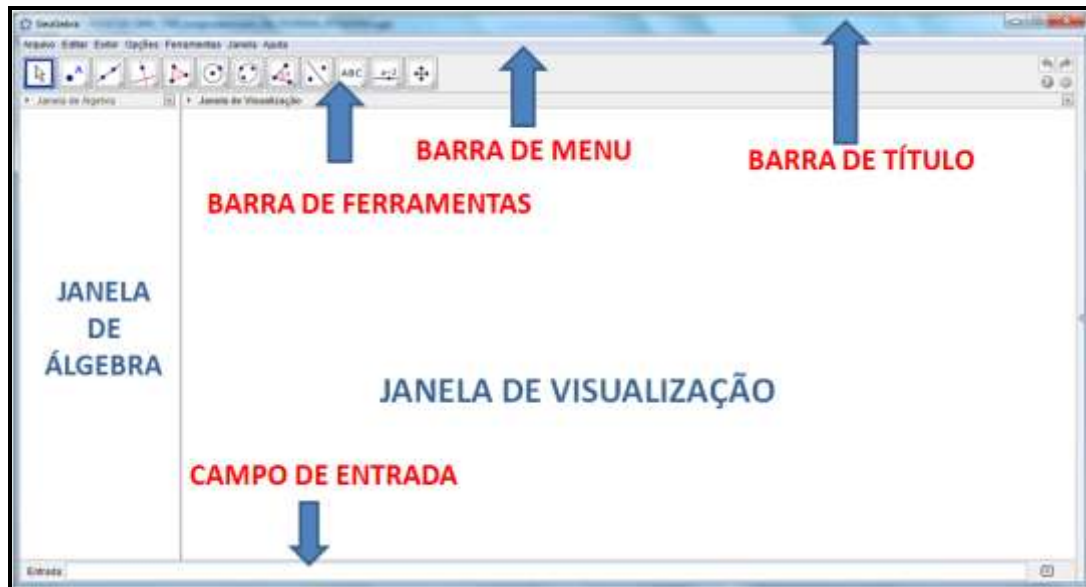 GeoGebra
Arquivo Editar Exibir Opções Ferramentas Janela Ajuda
ABC
a=2
Janela de Álgebra
Janela de Visualização
BARRA DE MENU
BARRA DE TÍTULO
BARRA DE FERRAMENTAS
JANELA
DE
ÁLGEBRA
JANELA DE VISUALIZAÇÃO
CAMPO DE ENTRADA
Entrada